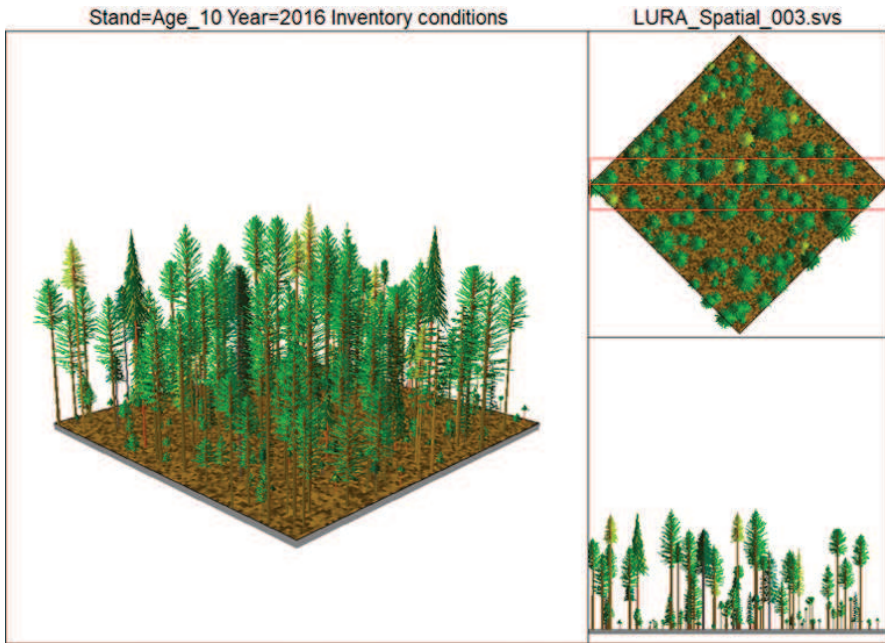 Stand=Age_10 Year=2016 Inventory conditions
LURA_Spatial_003.svs